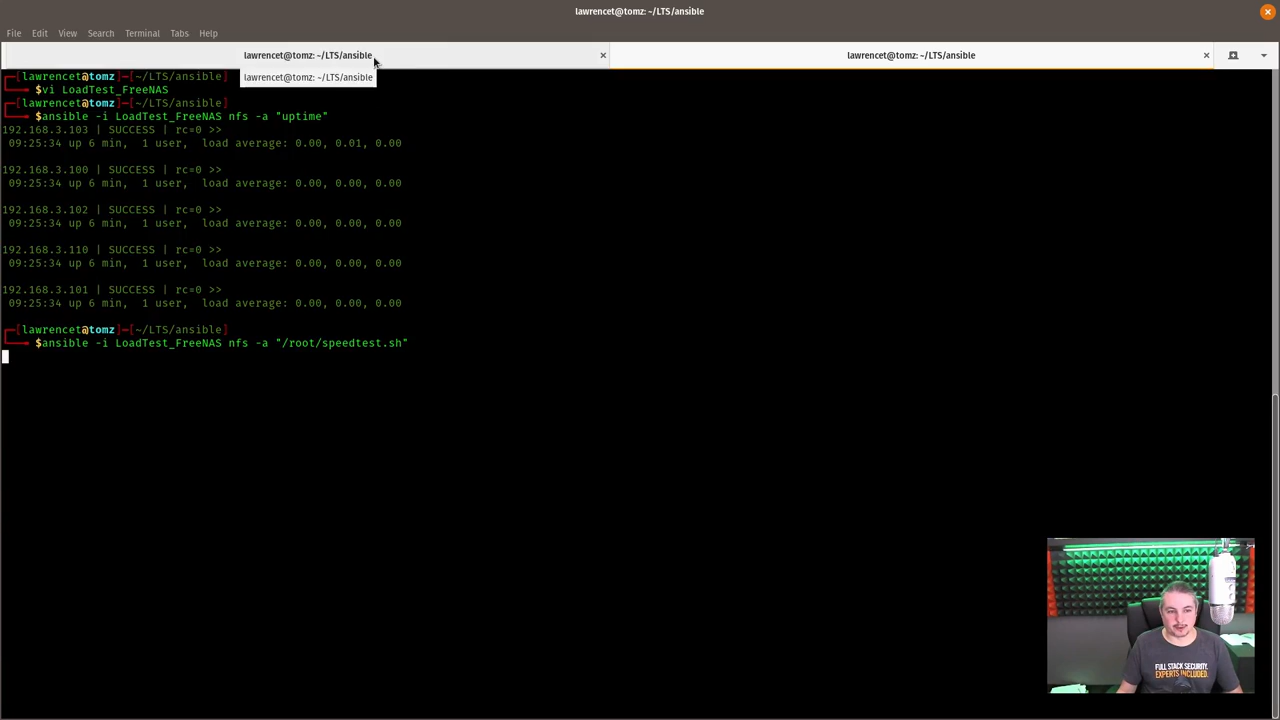 lawrencet@tomz: ~/LTS/ansible
File Edit View Search Terminal Tabs Help
lawrencet@tomz: ~/LTS/ansible × lawrencet@tomz: ~/LTS/ansible ×
lawrencet@tomz: ~/LTS/ansible
[lawrencet@tomz]-[~/LTS/ansible]
$vi LoadTest_FreeNAS
[lawrencet@tomz]-[~/LTS/ansible]
$ansible -i LoadTest_FreeNAS nfs -a "uptime"
192.168.3.103 | SUCCESS | rc=0 >>
09:25:34 up 6 min, 1 user, load average: 0.00, 0.01, 0.00
192.168.3.100 | SUCCESS | rc=0 >>
09:25:34 up 6 min, 1 user, load average: 0.00, 0.00, 0.00
192.168.3.102 | SUCCESS | rc=0 >>
09:25:34 up 6 min, 1 user, load average: 0.00, 0.00, 0.00
192.168.3.110 | SUCCESS | rc=0 >>
09:25:34 up 6 min, 1 user, load average: 0.00, 0.00, 0.00
192.168.3.101 | SUCCESS | rc=0 >>
09:25:34 up 6 min, 1 user, load average: 0.00, 0.00, 0.00
[lawrencet@tomz]-[~/LTS/ansible]
$ansible -i LoadTest_FreeNAS nfs -a "/root/speedtest.sh"
FULL STACK SECURITY.
EXPERTS INCLUDED.